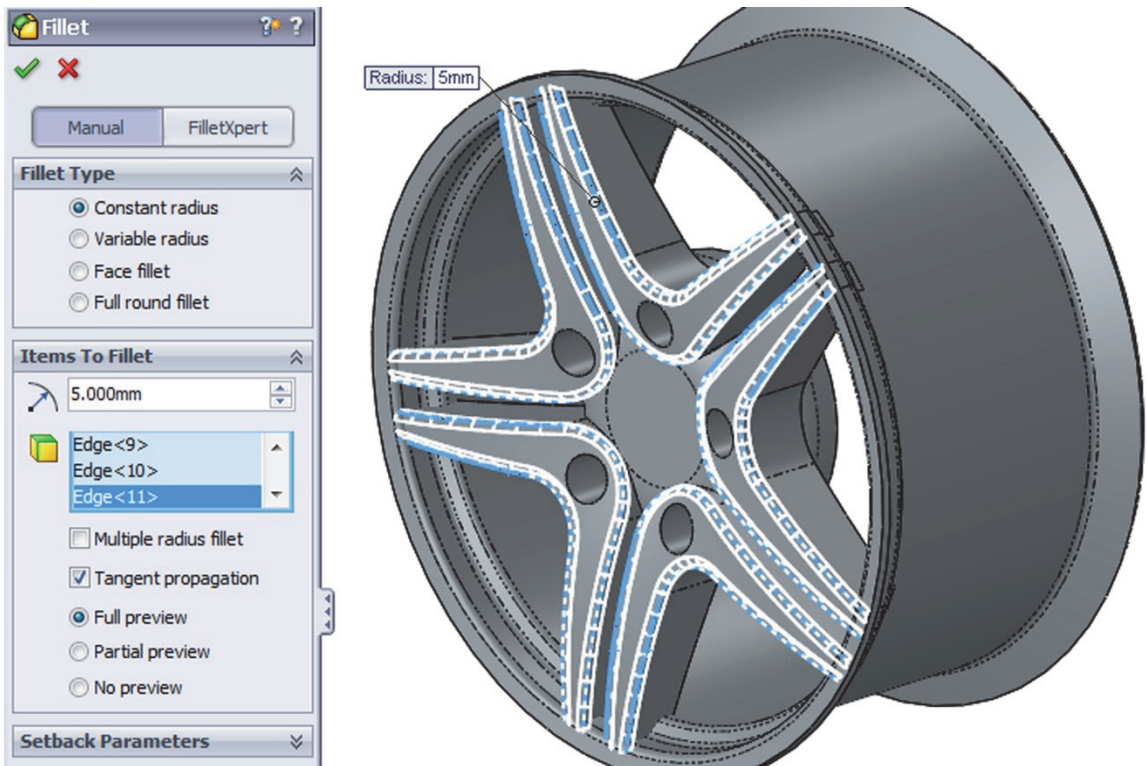 Fillet
? ?
Manual FilletXpert
Fillet Type
Constant radius
Variable radius
Face fillet
Full round fillet
Items To Fillet
5.000mm
Edge<9>
Edge<10>
Edge<11>
Multiple radius fillet
Tangent propagation
Full preview
Partial preview
No preview
Setback Parameters
Radius: 5mm